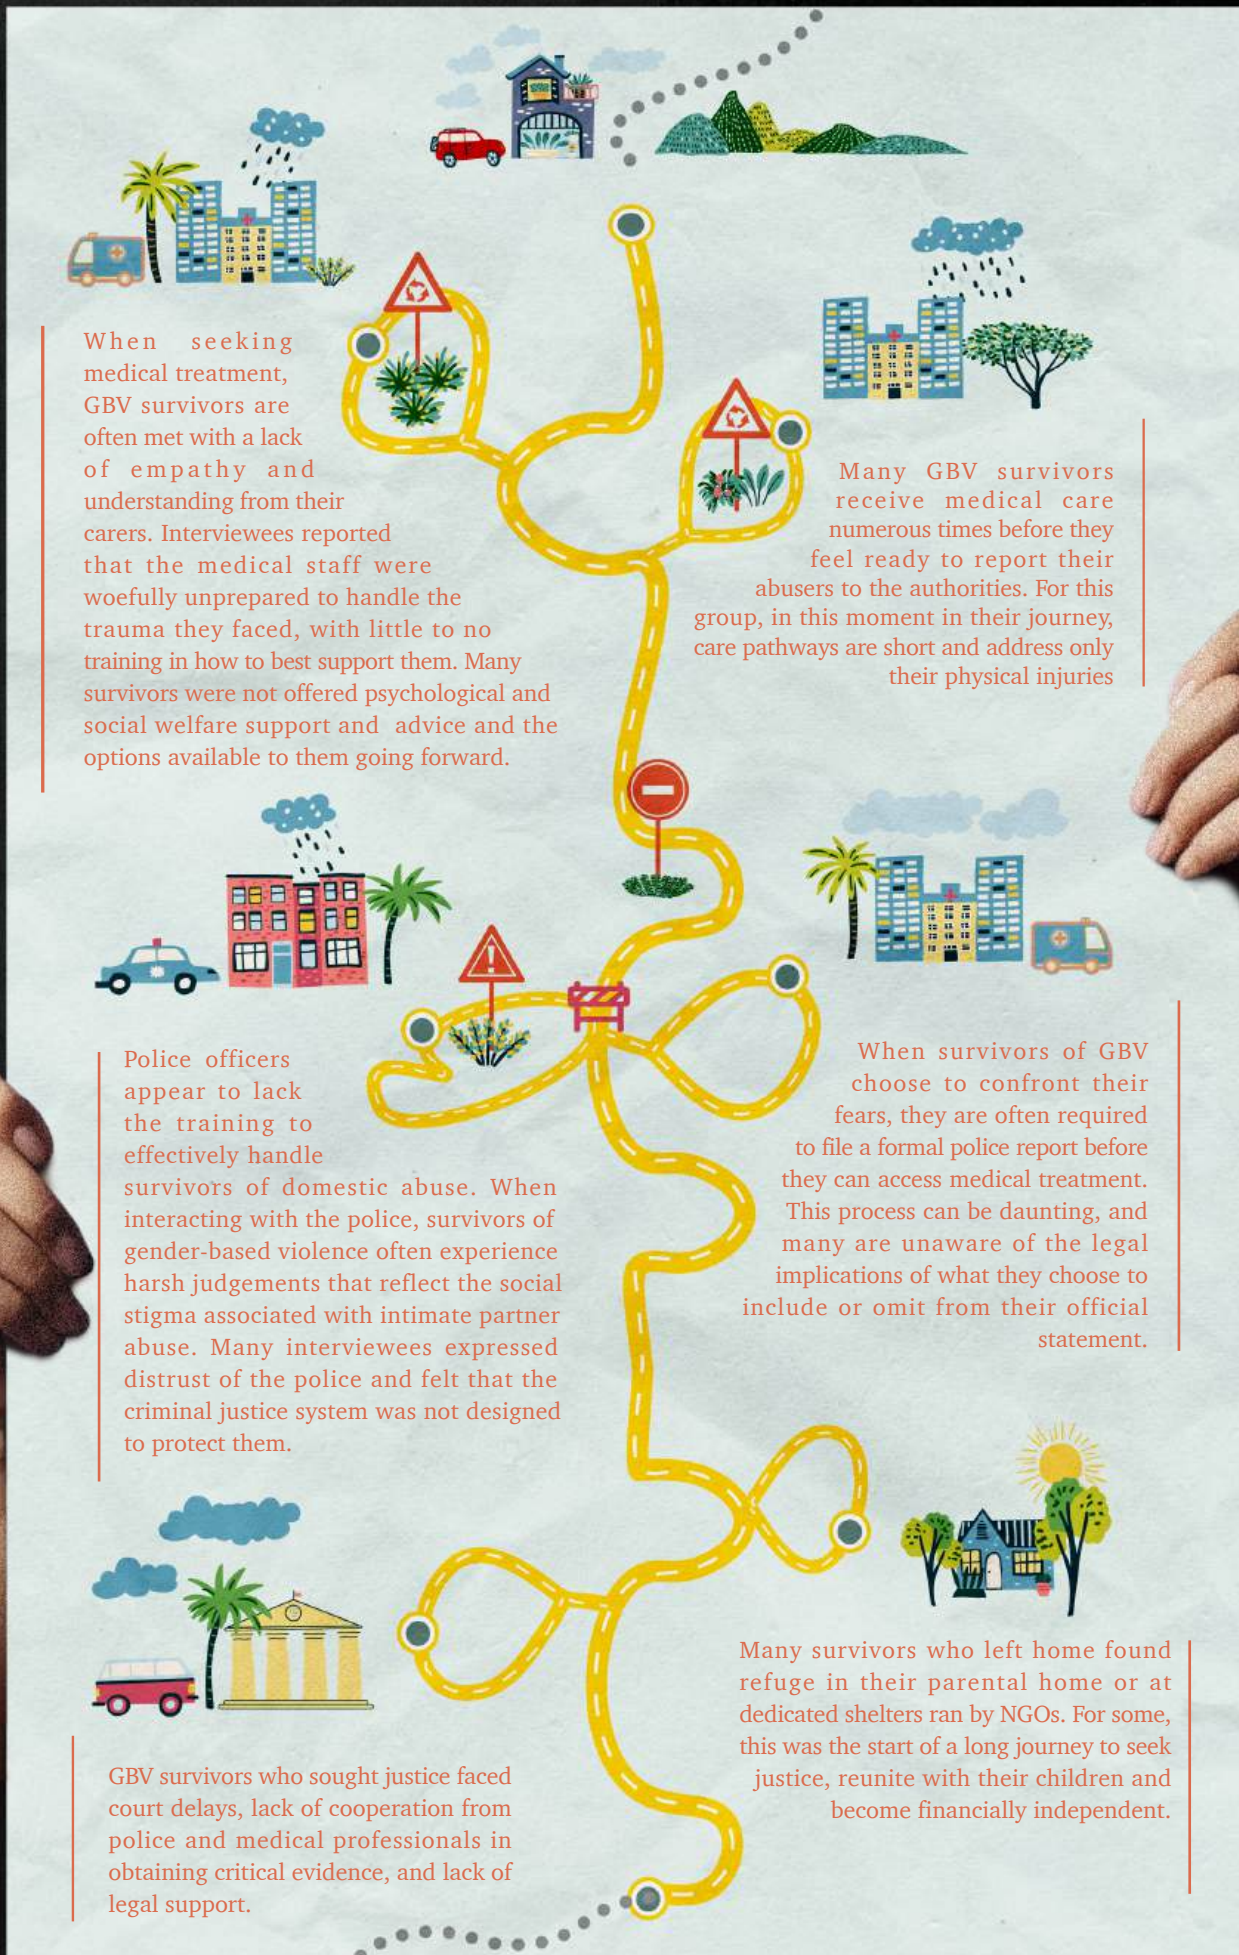 When seeking
medical treatment,
GBV survivors are
often met with a lack
of empathy and
understanding from their
carers. Interviewees reported
that the medical staff were
woefully unprepared to handle the
trauma they faced, with little to no
training in how to best support them. Many
survivors were not offered psychological and
social welfare support and advice and the
options available to them going forward.
Many GBV survivors
receive medical care
numerous times before they
feel ready to report their
abusers to the authorities. For this
group, in this moment in their journey,
care pathways are short and address only
their physical injuries
Police officers
appear to lack
the training to
effectively handle
survivors of domestic abuse. When
interacting with the police, survivors of
gender-based violence often experience
harsh judgements that reflect the social
stigma associated with intimate partner
abuse. Many interviewees expressed
distrust of the police and felt that the
criminal justice system was not designed
to protect them.
When survivors of GBV
choose to confront their
fears, they are often required
to file a formal police report before
they can access medical treatment.
This process can be daunting, and
many are unaware of the legal
implications of what they choose to
include or omit from their official
statement.
Many survivors who left home found
refuge in their parental home or at
dedicated shelters ran by NGOs. For some,
this was the start of a long journey to seek
justice, reunite with their children and
become financially independent.
GBV survivors who sought justice faced
court delays, lack of cooperation from
police and medical professionals in
obtaining critical evidence, and lack of
legal support.